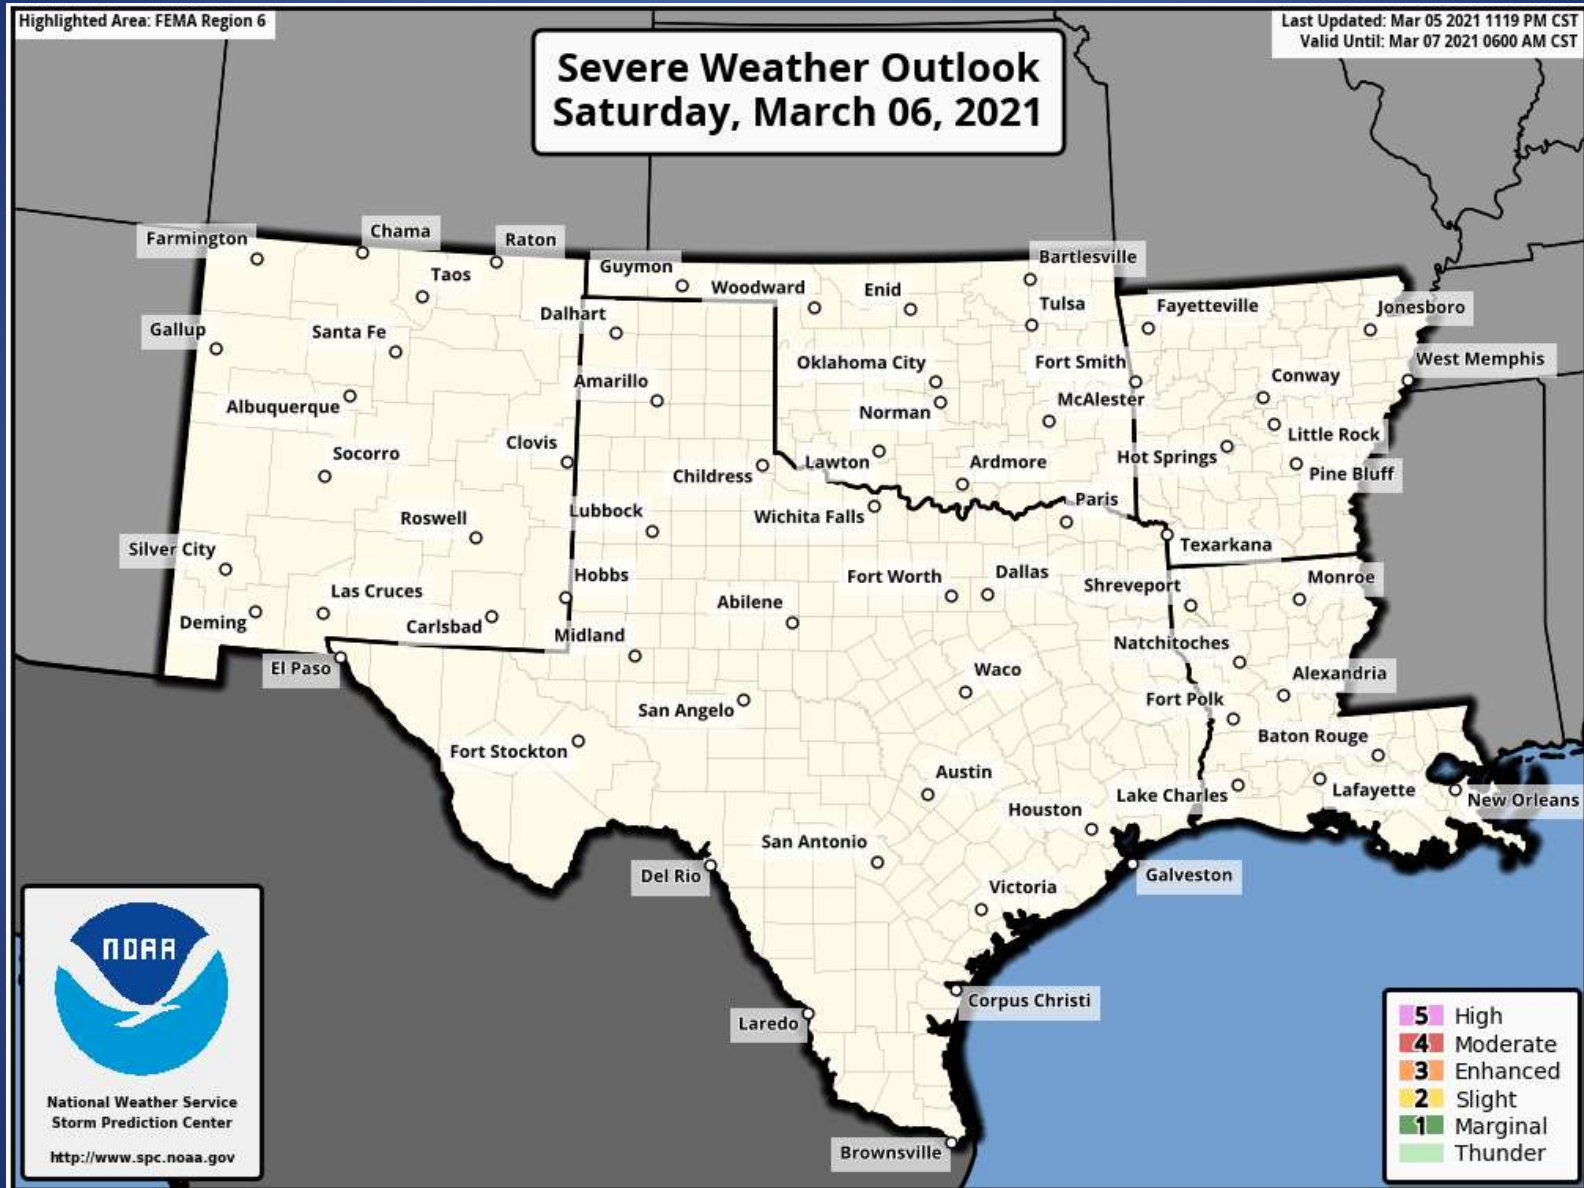 Highlighted Area: FEMA Region 6
Last Updated: Mar 05 2021 1119 PM CST
Valid Until: Mar 07 2021 0600 AM CST
Severe Weather Outlook
Saturday, March 06, 2021
Farmington
Chama
Raton
Taos
Guymon
Woodward
Enid
Bartlesville
Tulsa
Fayetteville
Jonesboro
Gallup
Santa Fe
Dalhart
Oklahoma City
Fort Smith
West Memphis
Conway
Albuquerque
Amarillo
Norman
McAlester
Little Rock
Socorro
Clovis
Childress
Lawton
Ardmore
Hot Springs
Pine Bluff
Roswell
Lubbock
Wichita Falls
Paris
Texarkana
Silver City
Las Cruces
Hobbs
Fort Worth
Dallas
Shreveport
Monroe
Deming
Carlsbad
Midland
Abilene
Natchitoches
El Paso
San Angelo
Waco
Alexandria
Fort Polk
Fort Stockton
Baton Rouge
Austin
Houston
Lake Charles
Lafayette
New Orleans
San Antonio
Del Rio
Victoria
Galveston
Laredo
Corpus Christi
Brownsville
NOAA
National Weather Service
Storm Prediction Center
http://www.spc.noaa.gov
5 High
4 Moderate
3 Enhanced
2 Slight
1 Marginal
Thunder